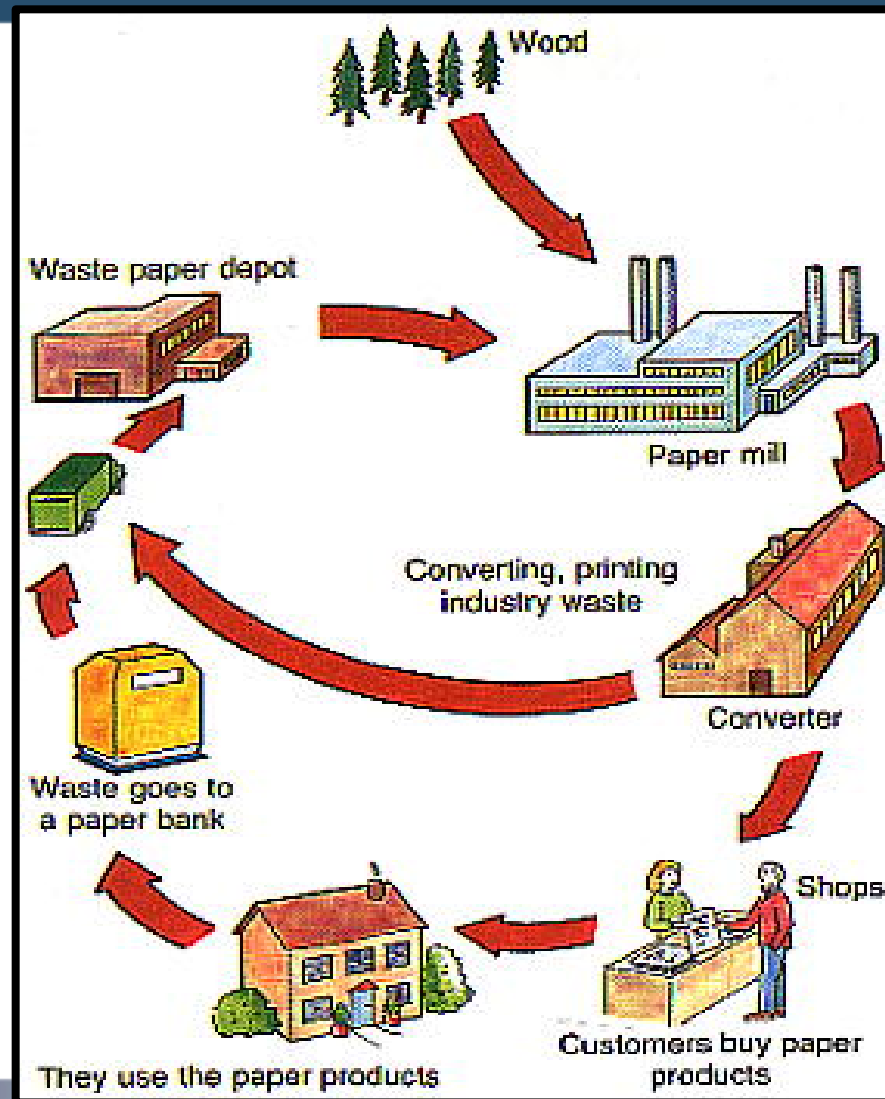 Wood
Waste paper depot
Paper mill
Converting, printing
industry waste
Converter
Waste goes to
a paper bank
Shops
Customers buy paper
products
They use the paper products